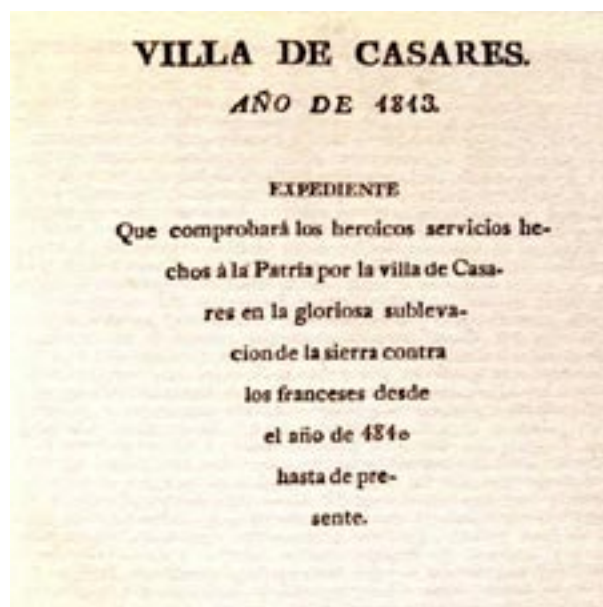 VILLA DE CASARES.
AÑO DE 1813.
EXPEDIENTE
Que comprobará los heroicos servicios he-
chos á la Patria por la villa de Casa-
res en la gloriosa subleva-
cion de la sierra contra
los franceses desde
el año de 1810
hasta de pre-
sente.